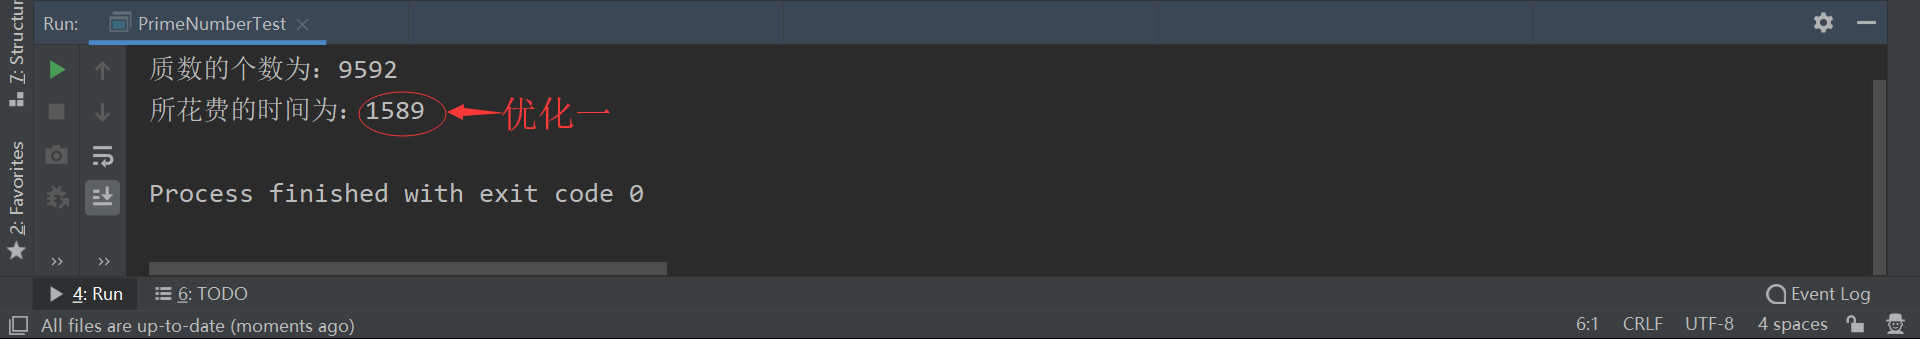 7: Structur
Run: PrimeNumberTest
质数的个数为：9592
所花费的时间为：1589 优化一
Process finished with exit code 0
2: Favorites
4: Run 6: TODO Event Log
All files are up-to-date (moments ago) 6:1 CRLF UTF-8 4 spaces